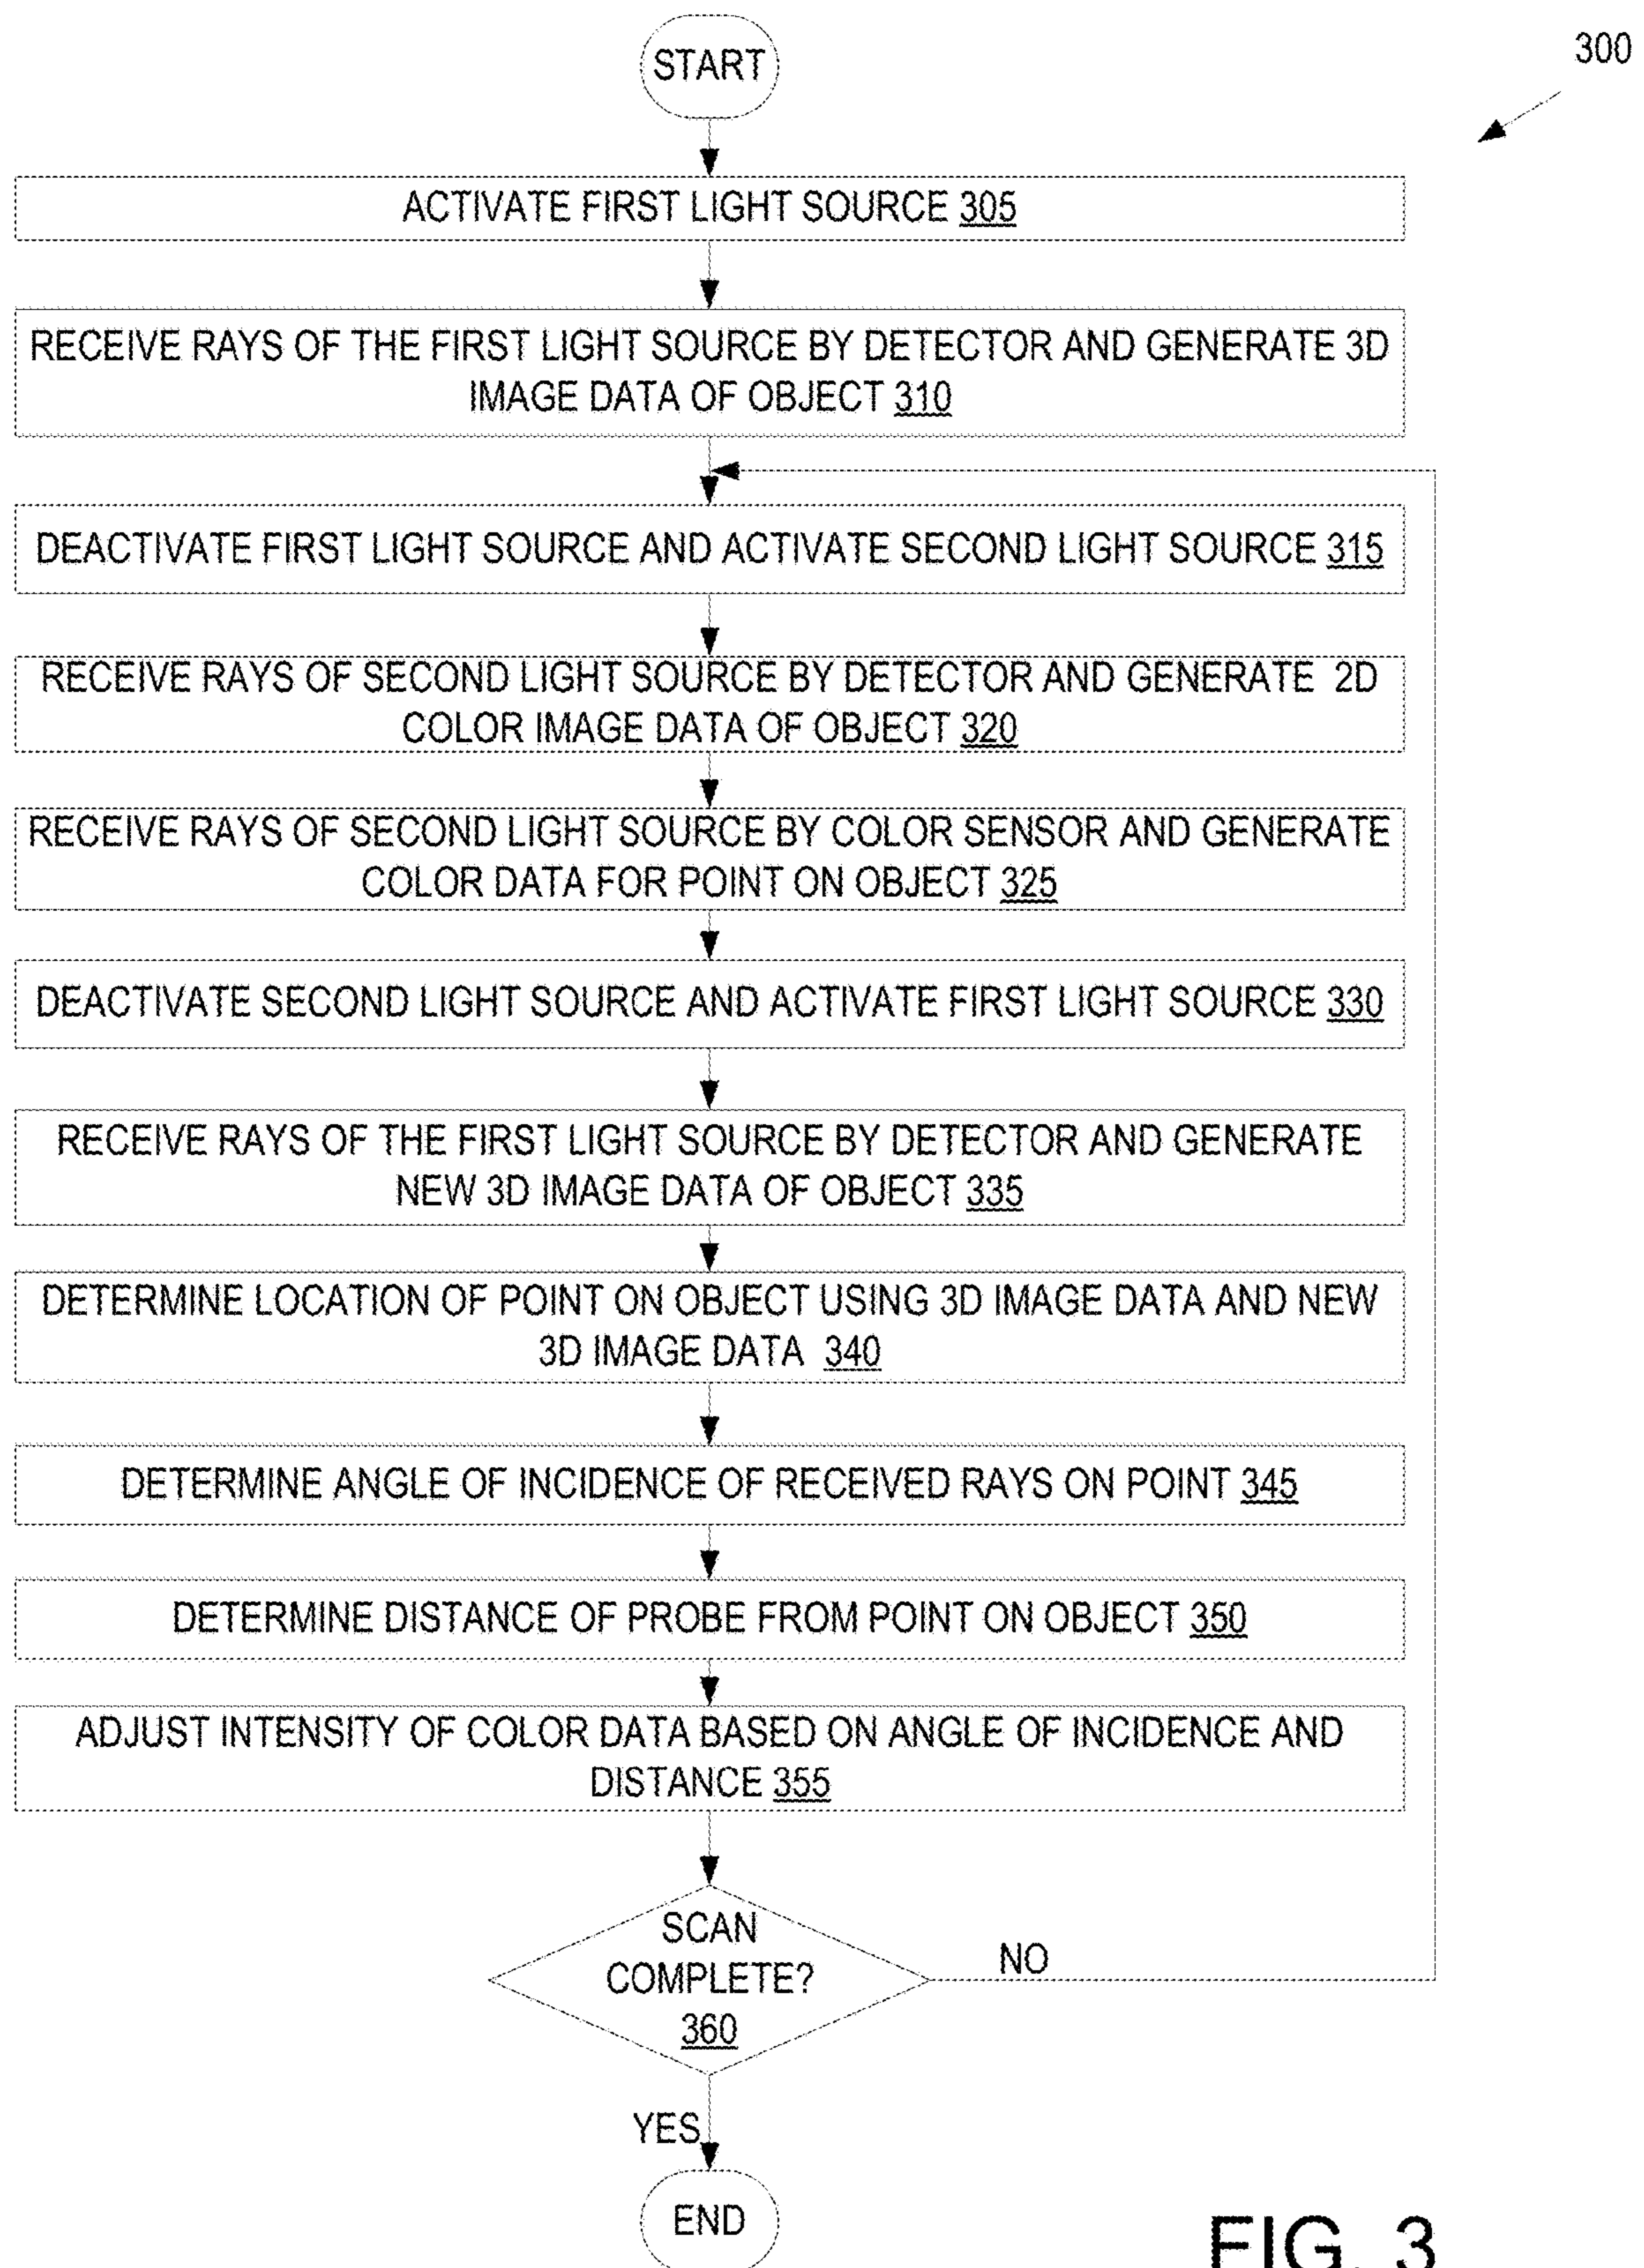 START
300
ACTIVATE FIRST LIGHT SOURCE 305
RECEIVE RAYS OF THE FIRST LIGHT SOURCE BY DETECTOR AND GENERATE 3D
IMAGE DATA OF OBJECT 310
DEACTIVATE FIRST LIGHT SOURCE AND ACTIVATE SECOND LIGHT SOURCE 315
RECEIVE RAYS OF SECOND LIGHT SOURCE BY DETECTOR AND GENERATE 2D
COLOR IMAGE DATA OF OBJECT 320
RECEIVE RAYS OF SECOND LIGHT SOURCE BY COLOR SENSOR AND GENERATE
COLOR DATA FOR POINT ON OBJECT 325
DEACTIVATE SECOND LIGHT SOURCE AND ACTIVATE FIRST LIGHT SOURCE 330
RECEIVE RAYS OF THE FIRST LIGHT SOURCE BY DETECTOR AND GENERATE
NEW 3D IMAGE DATA OF OBJECT 335
DETERMINE LOCATION OF POINT ON OBJECT USING 3D IMAGE DATA AND NEW
3D IMAGE DATA 340
DETERMINE ANGLE OF INCIDENCE OF RECEIVED RAYS ON POINT 345
DETERMINE DISTANCE OF PROBE FROM POINT ON OBJECT 350
ADJUST INTENSITY OF COLOR DATA BASED ON ANGLE OF INCIDENCE AND
DISTANCE 355
SCAN
COMPLETE?
360
NO
YES
END
FIG. 3